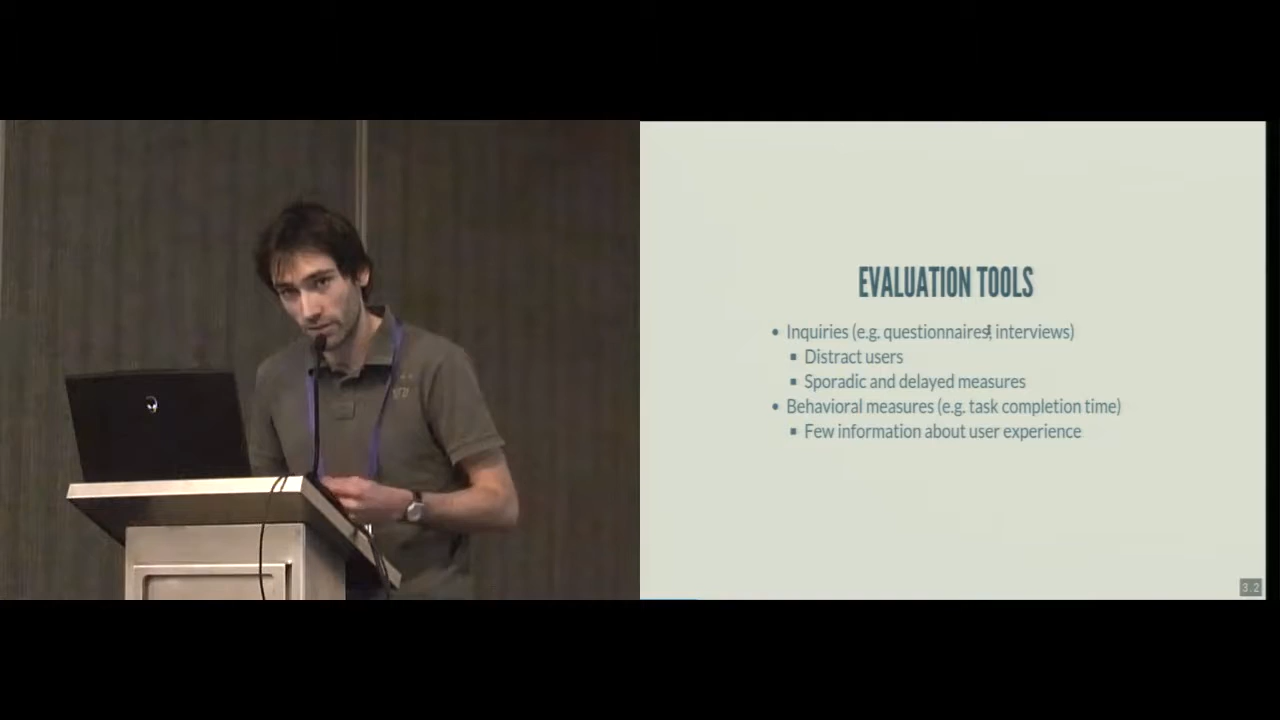 EVALUATION TOOLS
• Inquiries (e.g. questionnaires, interviews)
▪ Distract users
▪ Sporadic and delayed measures
• Behavioral measures (e.g. task completion time)
▪ Few information about user experience
3.2